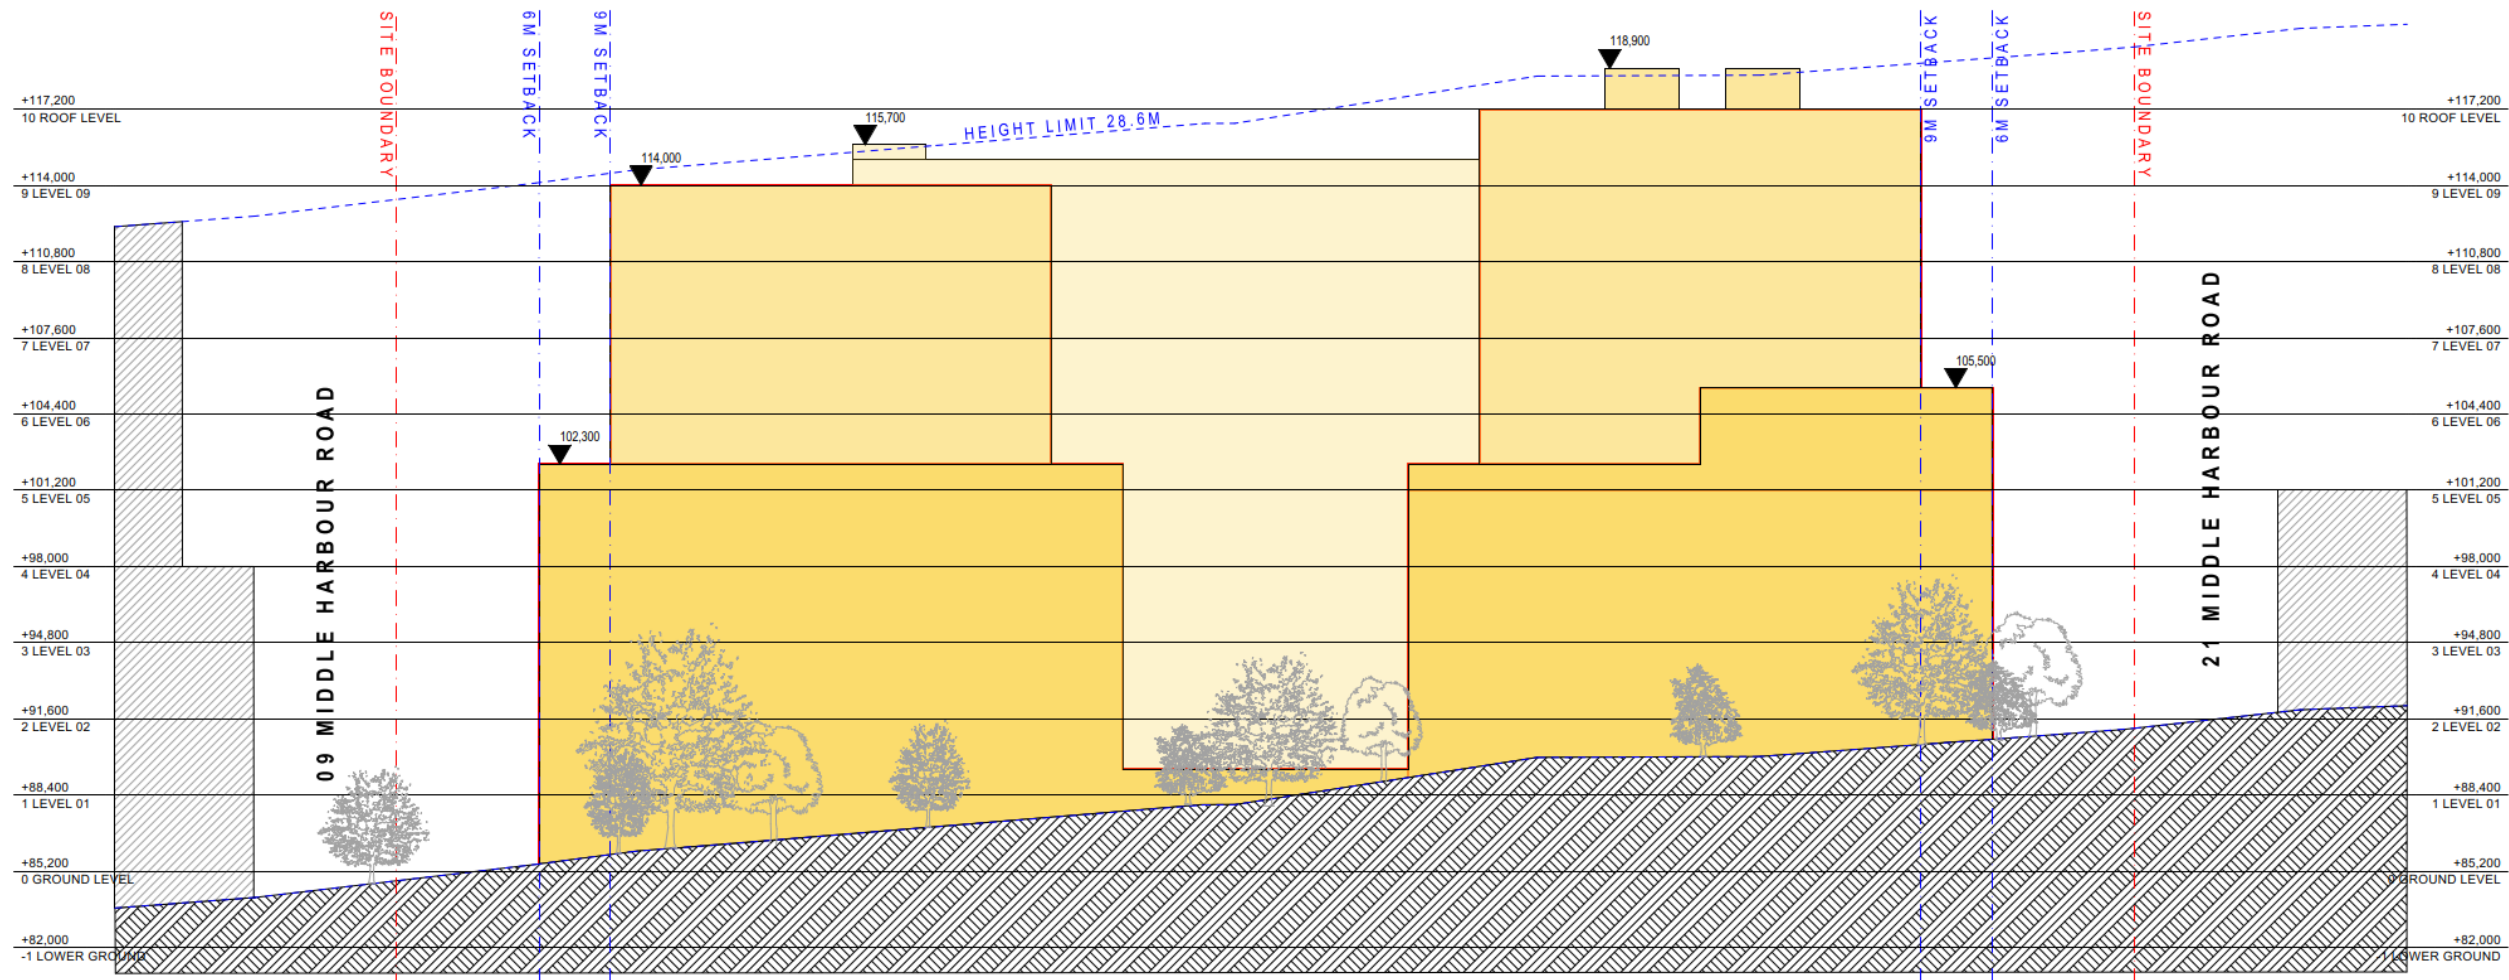 SITE BOUNDARY
6M SETBACK
9M SETBACK
9M SETBACK
6M SETBACK
SITE BOUNDARY
118,900
115,700
HEIGHT LIMIT 28.6M
114,000
105,500
102,300
+117,200
10 ROOF LEVEL
+114,000
9 LEVEL 09
+110,800
8 LEVEL 08
+107,600
7 LEVEL 07
+104,400
6 LEVEL 06
+101,200
5 LEVEL 05
+98,000
4 LEVEL 04
+94,800
3 LEVEL 03
+91,600
2 LEVEL 02
+88,400
1 LEVEL 01
+85,200
0 GROUND LEVEL
+82,000
-1 LOWER GROUND
09 MIDDLE HARBOUR ROAD
21 MIDDLE HARBOUR ROAD
+117,200
10 ROOF LEVEL
+114,000
9 LEVEL 09
+110,800
8 LEVEL 08
+107,600
7 LEVEL 07
+104,400
6 LEVEL 06
+101,200
5 LEVEL 05
+98,000
4 LEVEL 04
+94,800
3 LEVEL 03
+91,600
2 LEVEL 02
+88,400
1 LEVEL 01
+85,200
0 GROUND LEVEL
+82,000
-1 LOWER GROUND